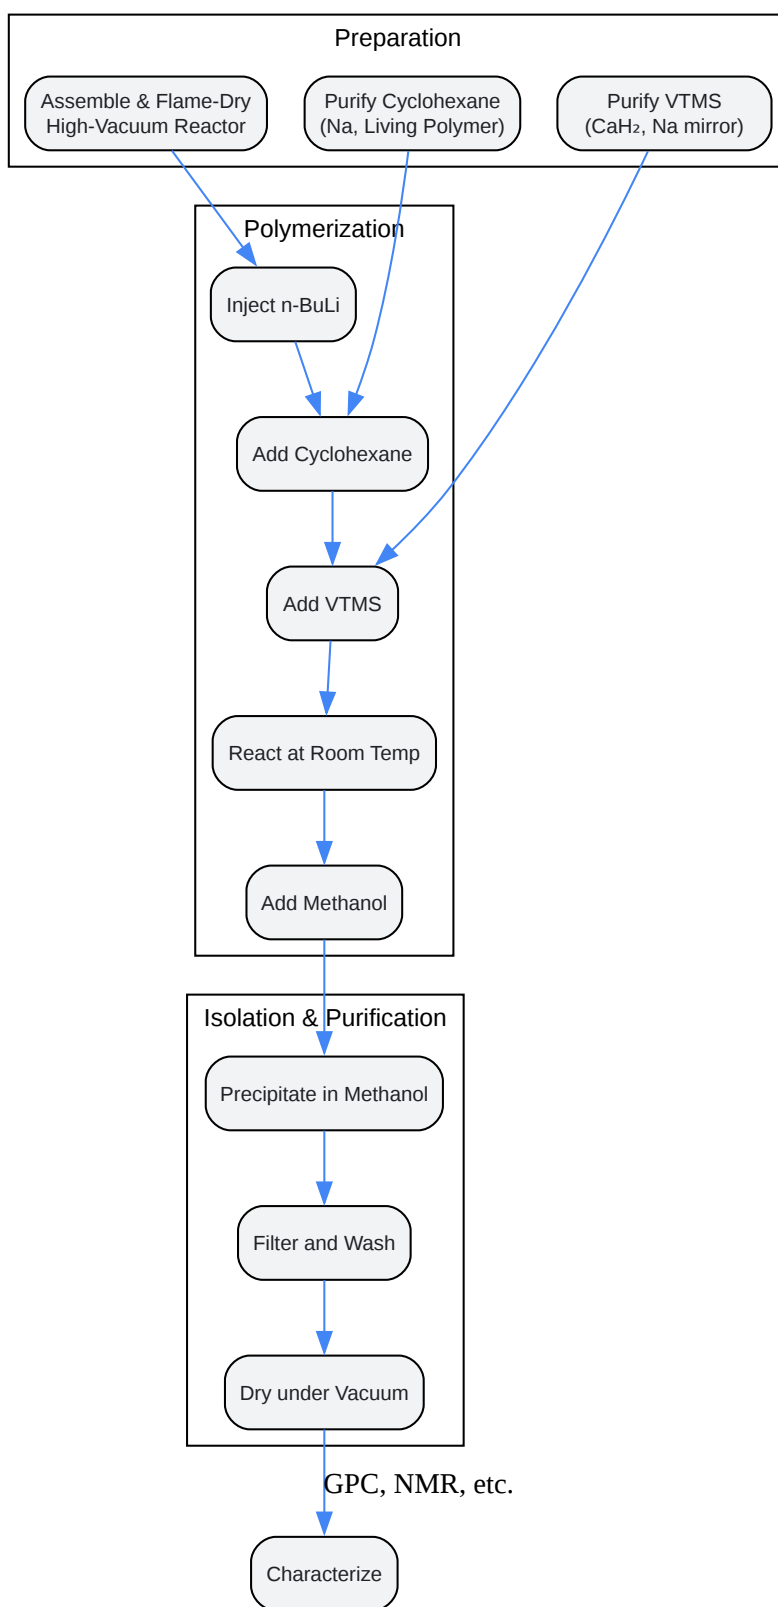 Preparation
Assemble & Flame-Dry
High-Vacuum Reactor
Purify Cyclohexane
(Na, Living Polymer)
Purify VTMS
(CaH₂, Na mirror)
Polymerization
Inject n-BuLi
Add Cyclohexane
Add VTMS
React at Room Temp
Add Methanol
Isolation & Purification
Precipitate in Methanol
Filter and Wash
Dry under Vacuum
GPC, NMR, etc.
Characterize